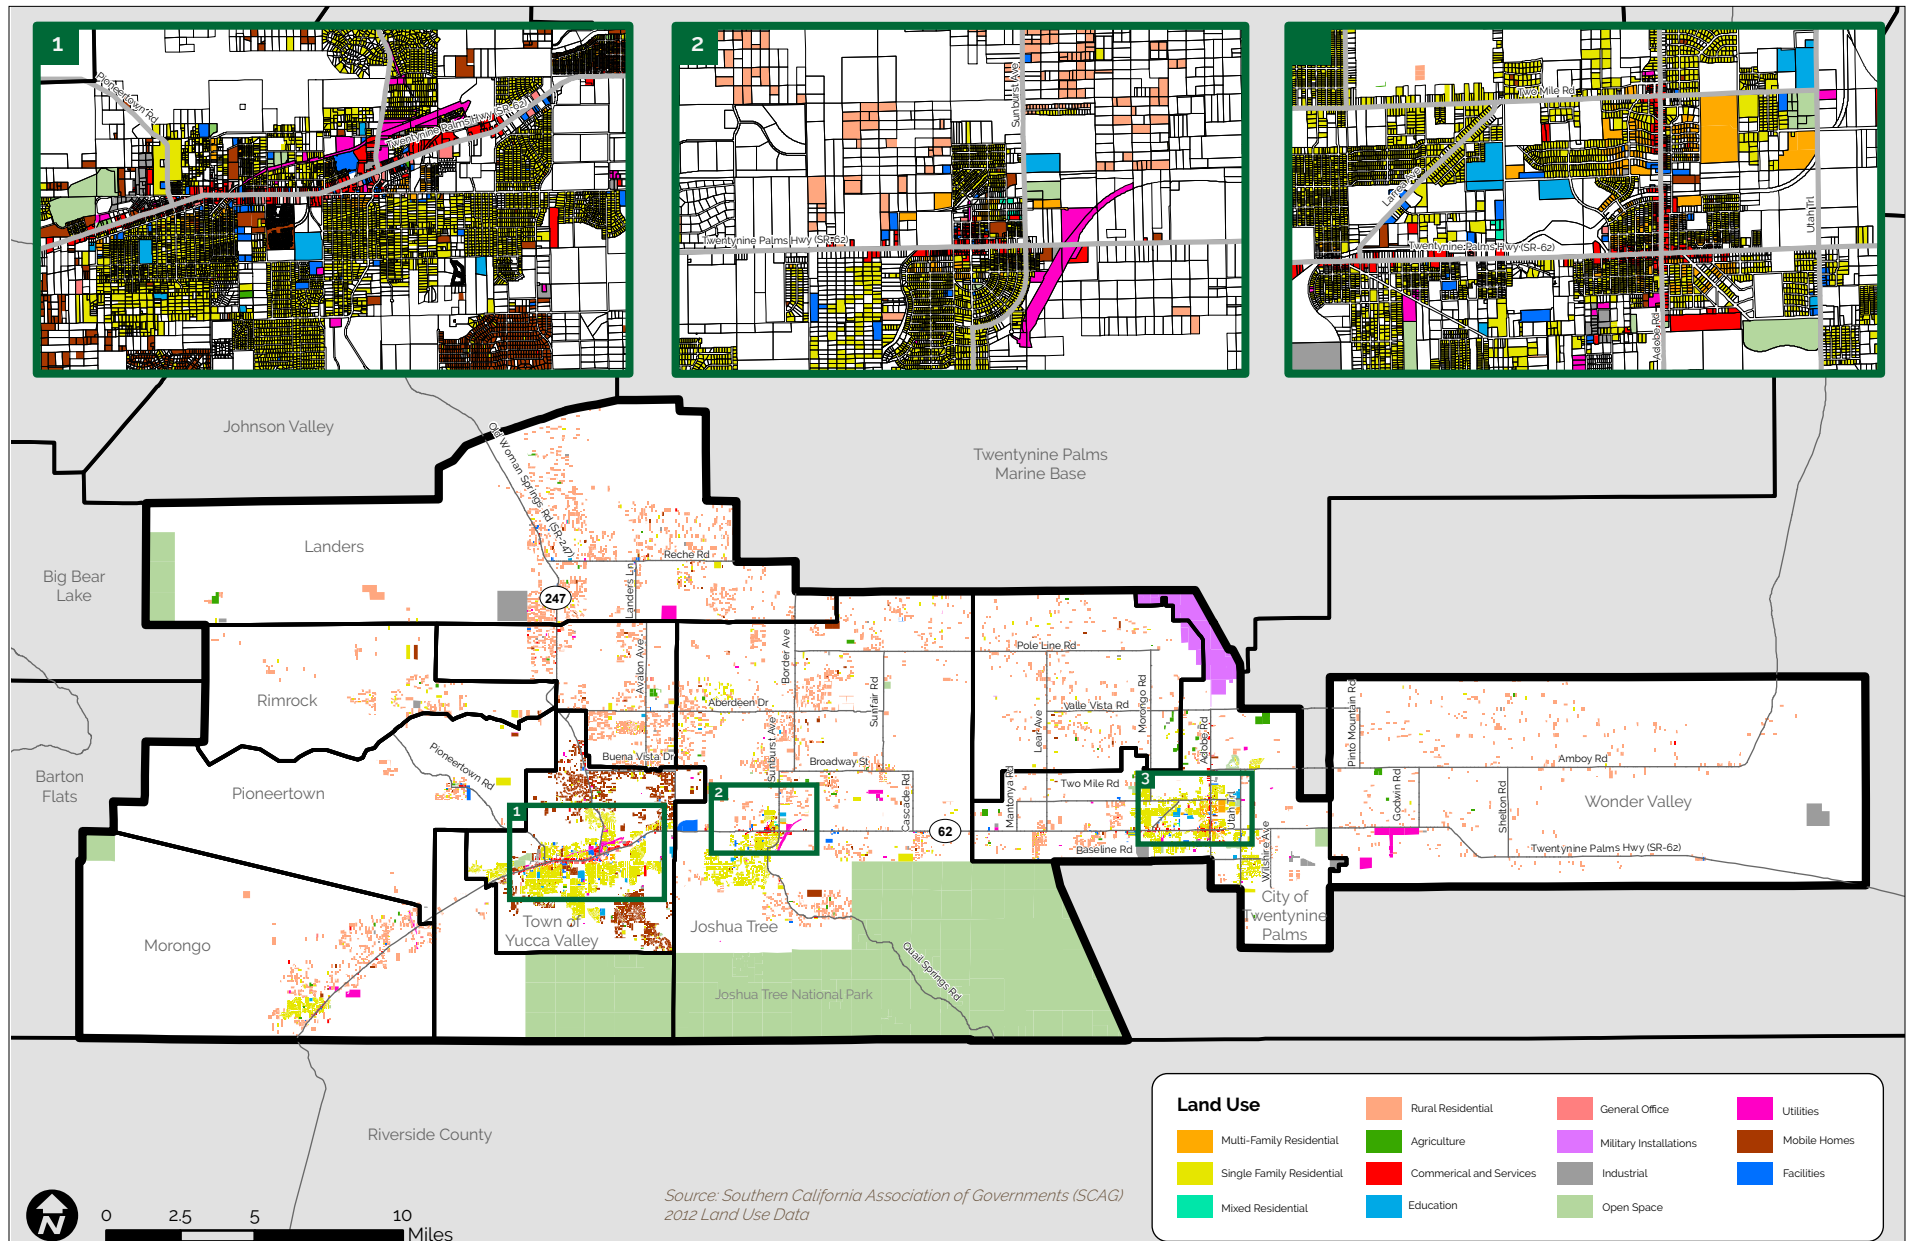 1
Pioneertown Rd
Twentynine Palms Hwy (SR-62)
2
Sunburst Ave
Twentynine Palms Hwy (SR-62)
Two Mile Rd
Larrea Ave
Utah Trl
Twentynine Palms Hwy (SR-62)
Adobe Rd
Johnson Valley
Twentynine Palms
Marine Base
Old Woman Springs Rd (SR-247)
Landers
Reche Rd
Big Bear
Lake
247
Landers Ln
Rimrock
Avalon Ave
Border Ave
Pole Line Rd
Aberdeen Dr
Sunfair Rd
Valle Vista Rd
Morongo Rd
Lear Ave
Adobe Rd
Pinto Mountain Rd
Sunburst Ave
Pioneertown Rd
Buena Vista Dr
Broadway St
Amboy Rd
Barton
Flats
Pioneertown
Two Mile Rd
Mantonya Rd
Cascade Rd
Goodwin Rd
Shelton Rd
Wonder Valley
1
2
3
Utah Trl
62
Baseline Rd
Wilshire Ave
Twentynine Palms Hwy (SR-62)
City of
Twentynine
Palms
Town of
Yucca Valley
Joshua Tree
Morongo
Quail Springs Rd
Joshua Tree National Park
Riverside County
Land Use
Multi-Family Residential
Single Family Residential
Mixed Residential
Rural Residential
Agriculture
Commerical and Services
Education
General Office
Military Installations
Industrial
Open Space
Utilities
Mobile Homes
Facilities
Source: Southern California Association of Governments (SCAG)
2012 Land Use Data
N
0 2.5 5 10
Miles